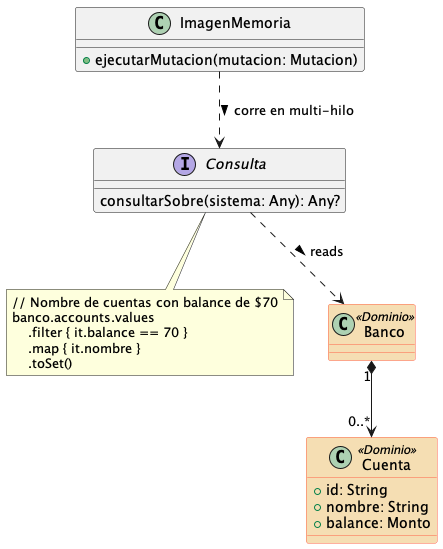 C ImagenMemoria
ejecutarMutacion(mutacion: Mutacion)
corre en multi-hilo
I Consulta
consultarSobre(sistema: Any): Any?
reads
// Nombre de cuentas con balance de $70
banco.accounts.values
.filter { it.balance == 70 }
.map { it.nombre }
.toSet()
«Dominio»
C Banco
1
0..*
«Dominio»
C Cuenta
id: String
nombre: String
balance: Monto